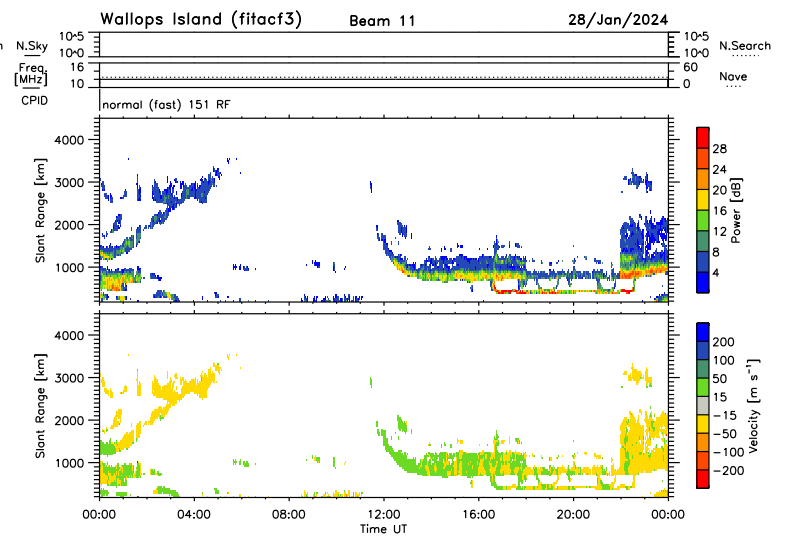 Wallops Island (fitacf3) Beam 11 28/Jan/2024
n N.Sky 10^5 10^0 10^5 10^0 N.Search
Freq. [MHz] 16 10 60 0 Nave
CPID normal (fast) 151 RF
Slant Range [km] 4000 3000 2000 1000
28 24 20 16 12 8 4 Power [dB]
Slant Range [km] 4000 3000 2000 1000
200 100 50 15 -15 -50 -100 -200 Velocity [m s⁻¹]
00:00 04:00 08:00 12:00 16:00 20:00 00:00
Time UT